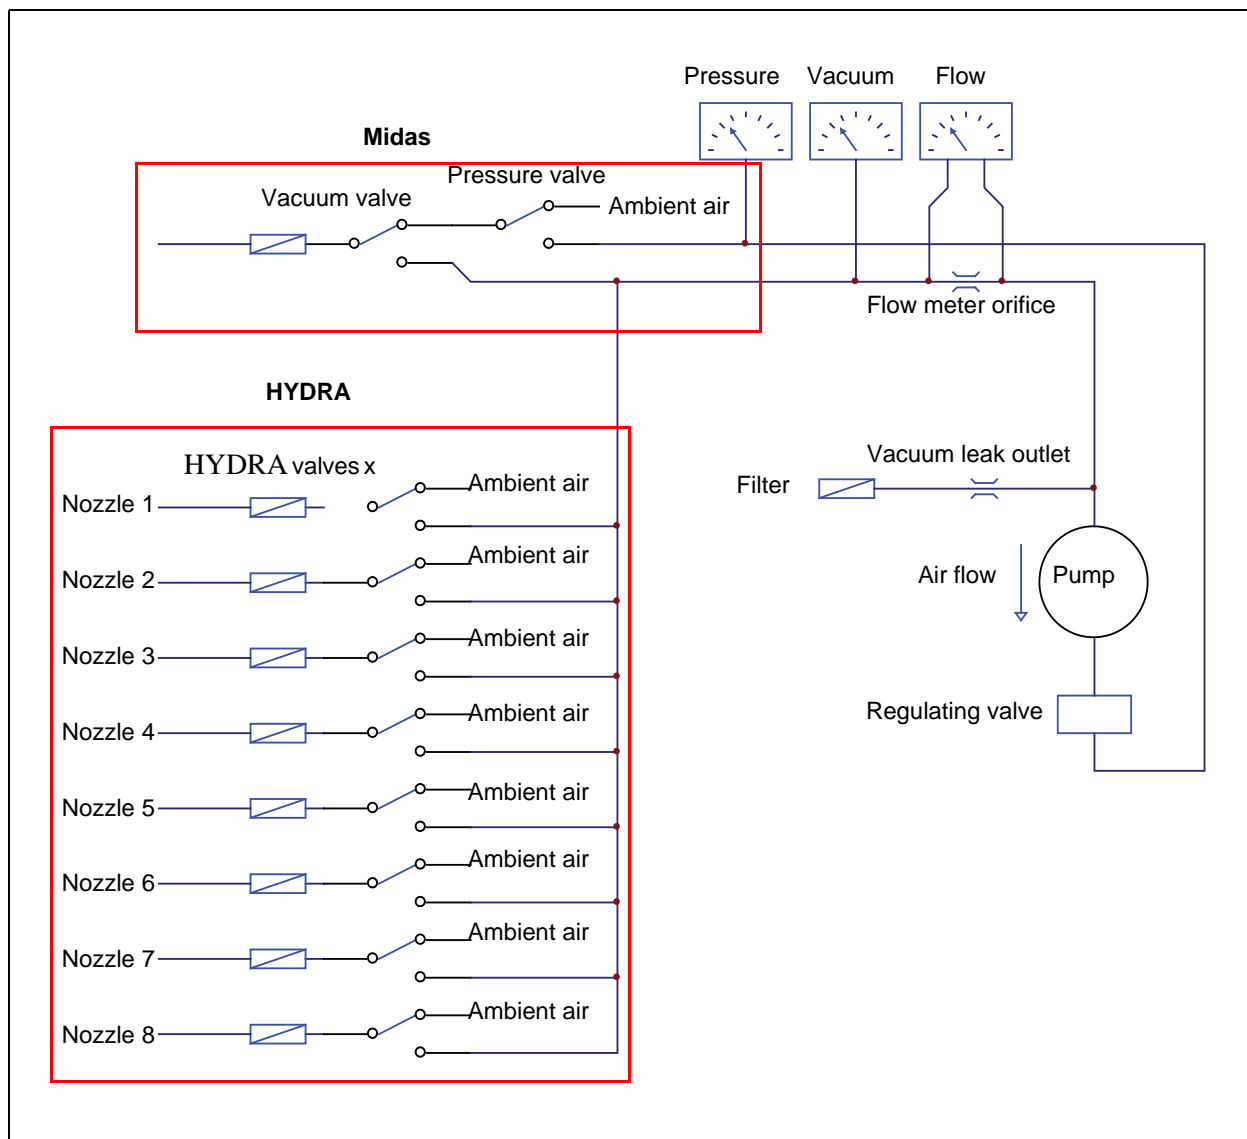 Pressure Vacuum Flow
Midas
Pressure valve
Vacuum valve
Ambient air
Flow meter orifice
HYDRA
HYDRA valves x
Ambient air
Nozzle 1
Vacuum leak outlet
Filter
Ambient air
Nozzle 2
Air flow
Pump
Ambient air
Nozzle 3
Ambient air
Nozzle 4
Regulating valve
Ambient air
Nozzle 5
Ambient air
Nozzle 6
Ambient air
Nozzle 7
Ambient air
Nozzle 8